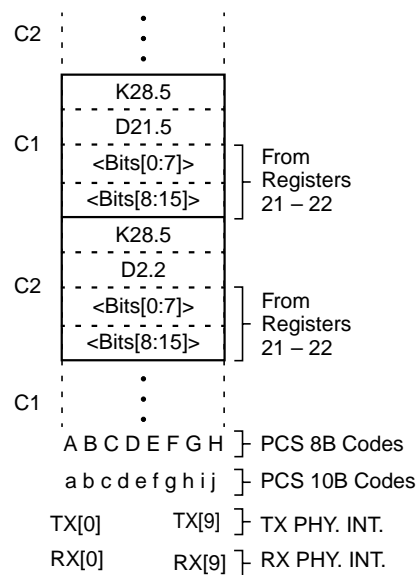 C2
K28.5
D21.5
C1
<Bits[0:7]>
<Bits[8:15]>
From
Registers
21 – 22
K28.5
D2.2
C2
<Bits[0:7]>
<Bits[8:15]>
From
Registers
21 – 22
C1
A B C D E F G H PCS 8B Codes
a b c d e f g h i j PCS 10B Codes
TX[0] TX[9] TX PHY. INT.
RX[0] RX[9] RX PHY. INT.